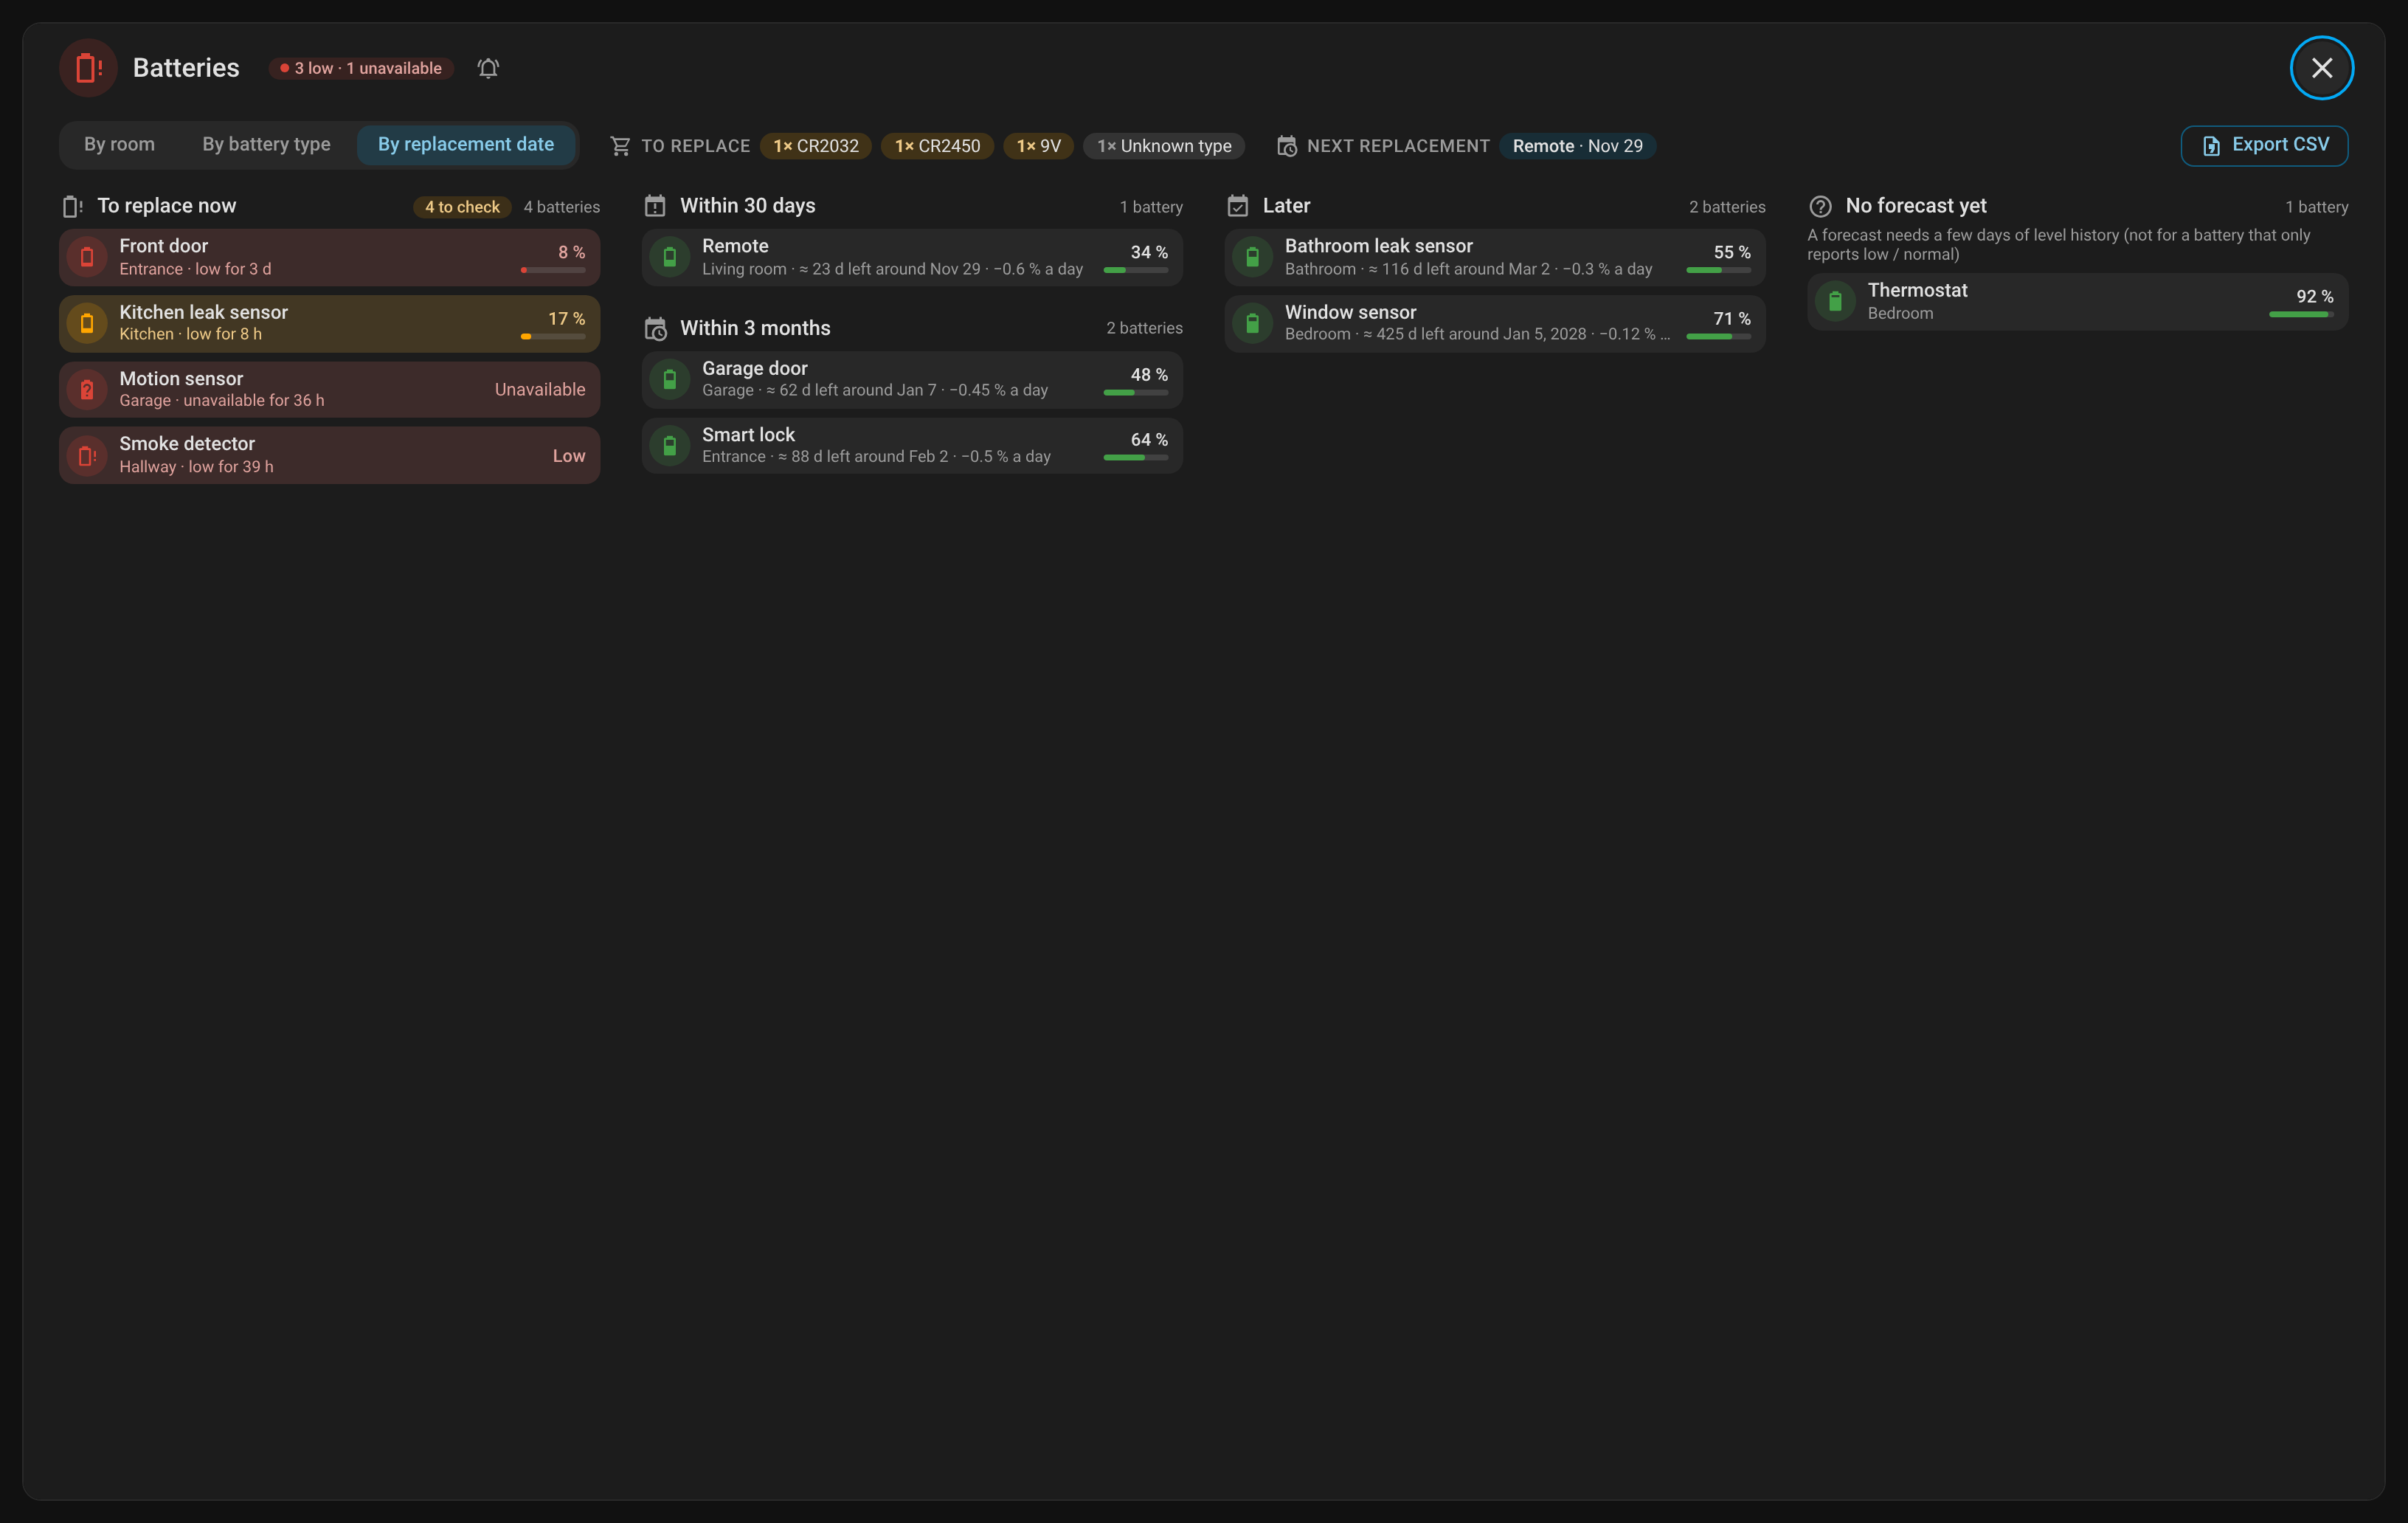 Batteries
3 low · 1 unavailable
By room
By battery type
By replacement date
TO REPLACE
1× CR2032
1× CR2450
1× 9V
1× Unknown type
NEXT REPLACEMENT
Remote · Nov 29
Export CSV
To replace now
4 to check
4 batteries
Front door
Entrance · low for 3 d
8 %
Kitchen leak sensor
Kitchen · low for 8 h
17 %
Motion sensor
Garage · unavailable for 36 h
Unavailable
Smoke detector
Hallway · low for 39 h
Low
Within 30 days
1 battery
Remote
Living room · ≈ 23 d left around Nov 29 · −0.6 % a day
34 %
Within 3 months
2 batteries
Garage door
Garage · ≈ 62 d left around Jan 7 · −0.45 % a day
48 %
Smart lock
Entrance · ≈ 88 d left around Feb 2 · −0.5 % a day
64 %
Later
2 batteries
Bathroom leak sensor
Bathroom · ≈ 116 d left around Mar 2 · −0.3 % a day
55 %
Window sensor
Bedroom · ≈ 425 d left around Jan 5, 2028 · −0.12 % ...
71 %
No forecast yet
1 battery
A forecast needs a few days of level history (not for a battery that only
reports low / normal)
Thermostat
Bedroom
92 %